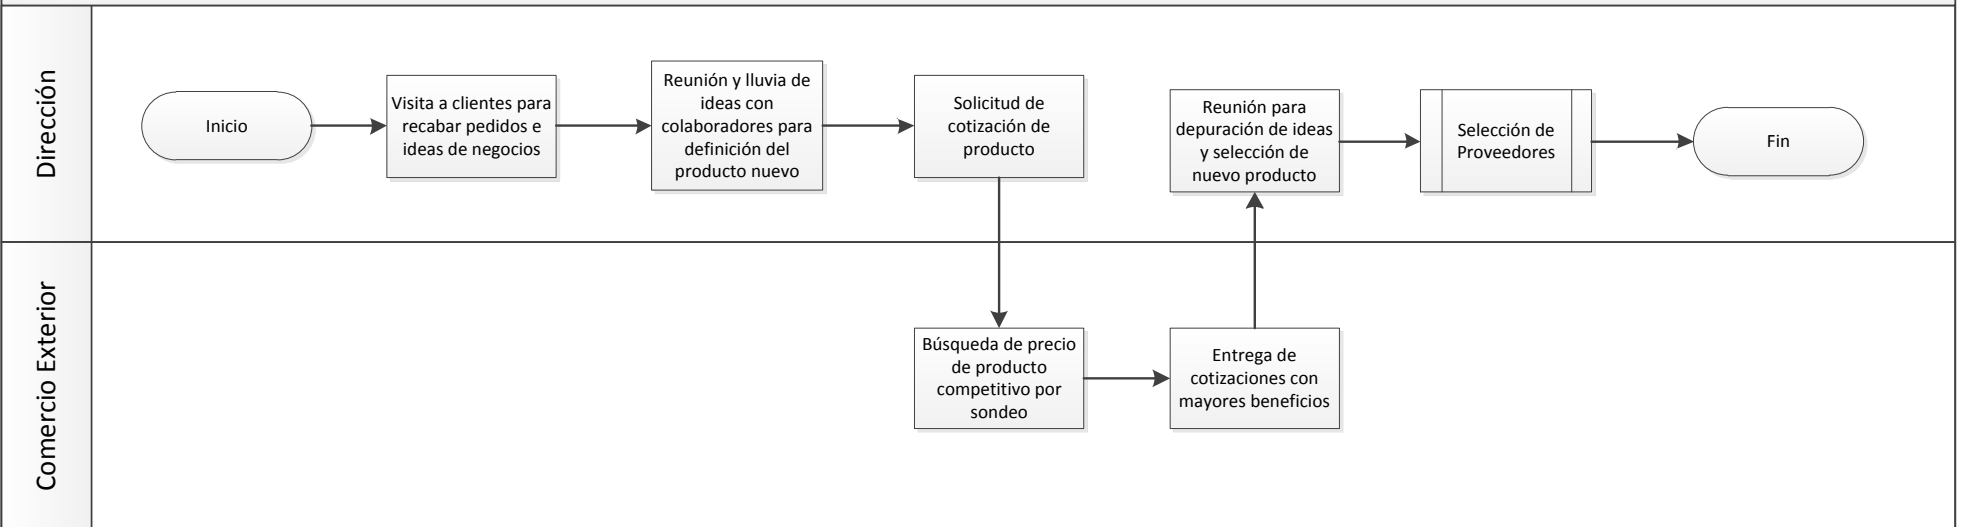 Dirección
Inicio
Visita a clientes para
recabar pedidos e
ideas de negocios
Reunión y lluvia de
ideas con
colaboradores para
definición del
producto nuevo
Solicitud de
cotización de
producto
Reunión para
depuración de ideas
y selección de
nuevo producto
Selección de
Proveedores
Fin
Comercio Exterior
Búsqueda de precio
de producto
competitivo por
sondeo
Entrega de
cotizaciones con
mayores beneficios